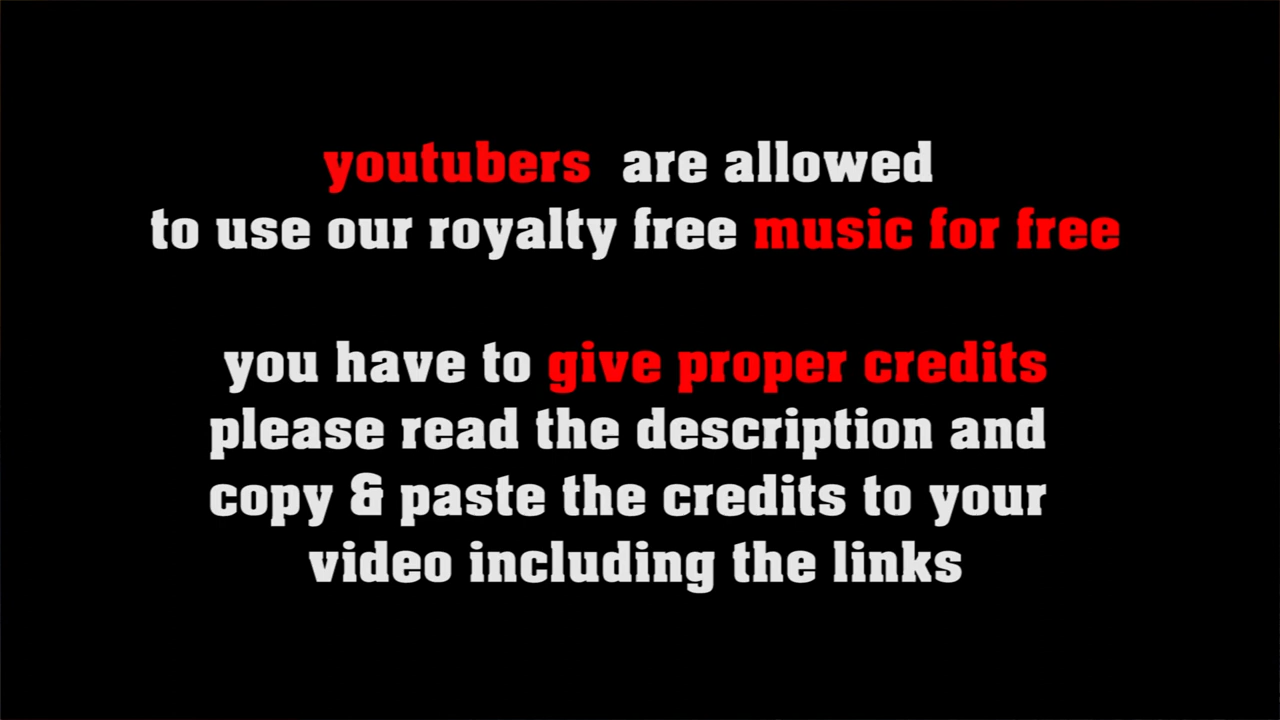 youtubers are allowed
to use our royalty free music for free
you have to give proper credits
please read the description and
copy & paste the credits to your
video including the links